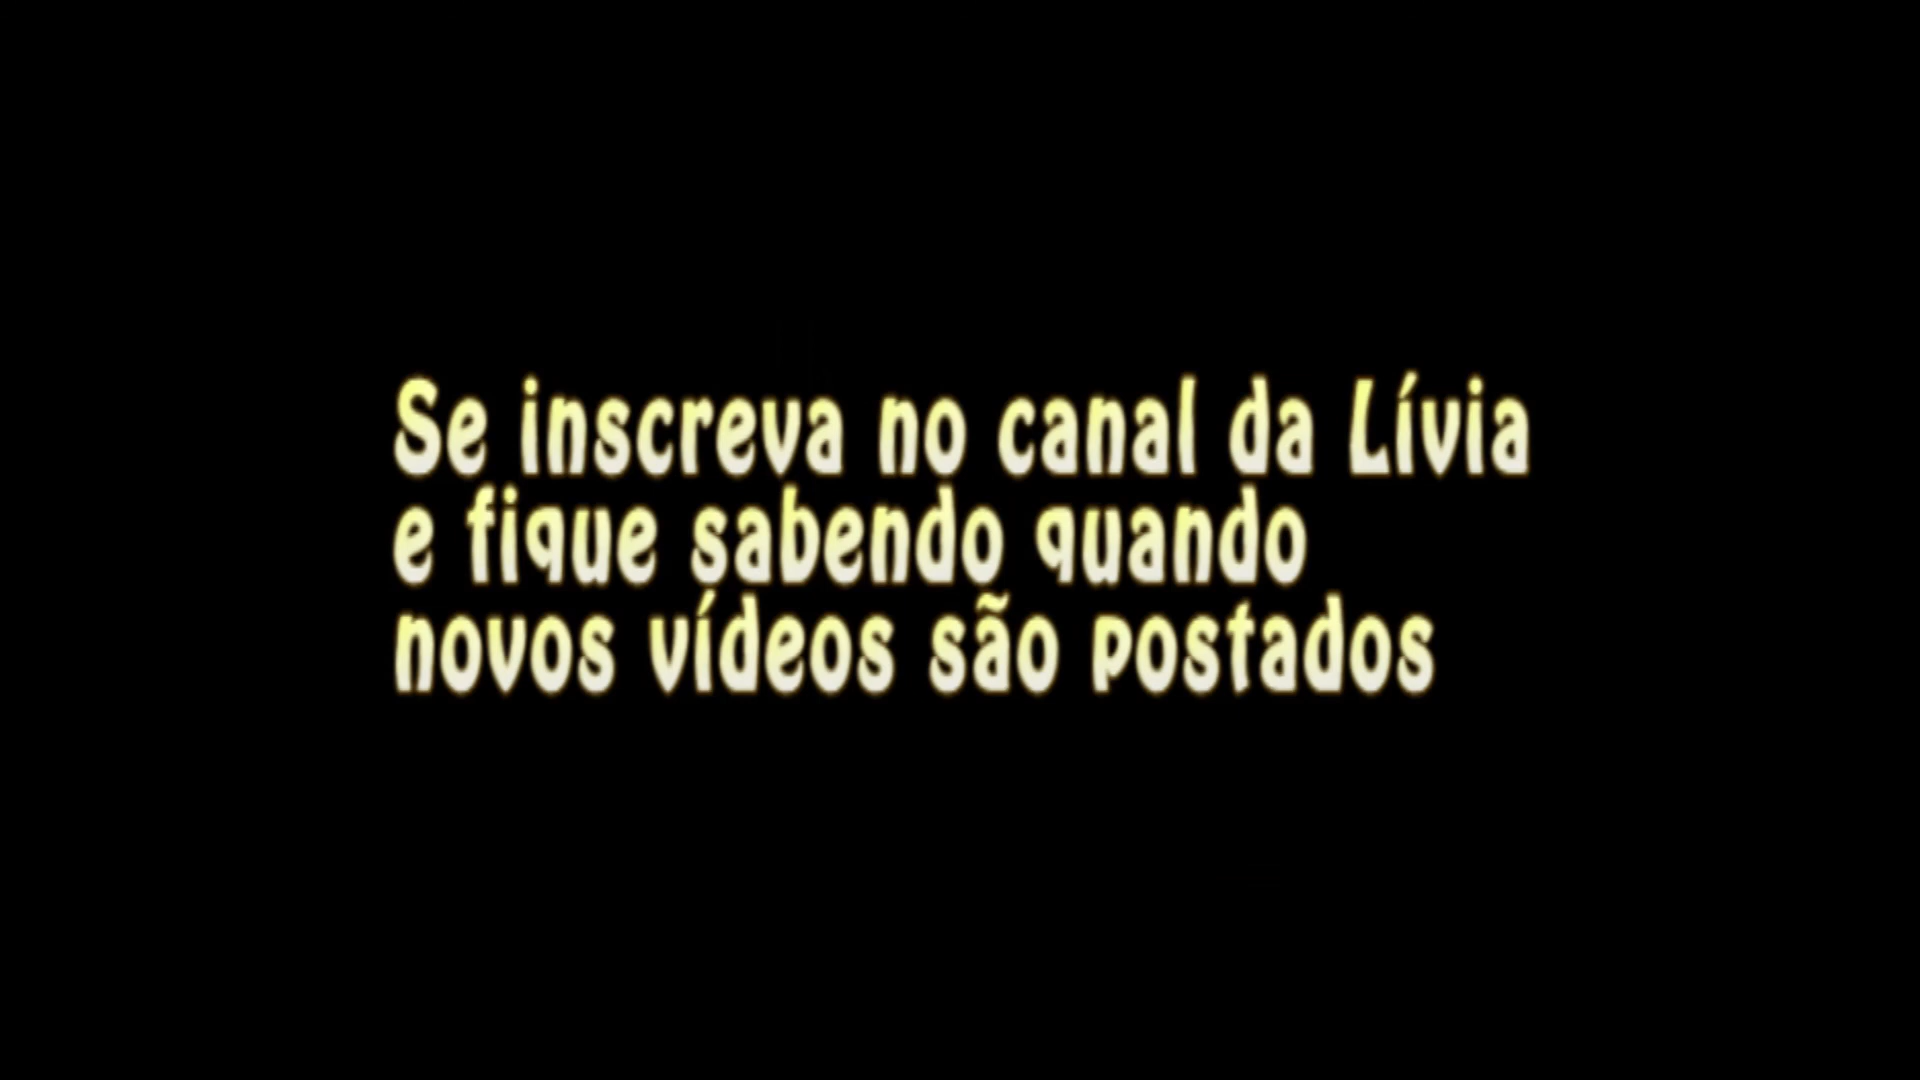 Se inscreva no canal da Lívia
e fique sabendo quando
novos vídeos são postados